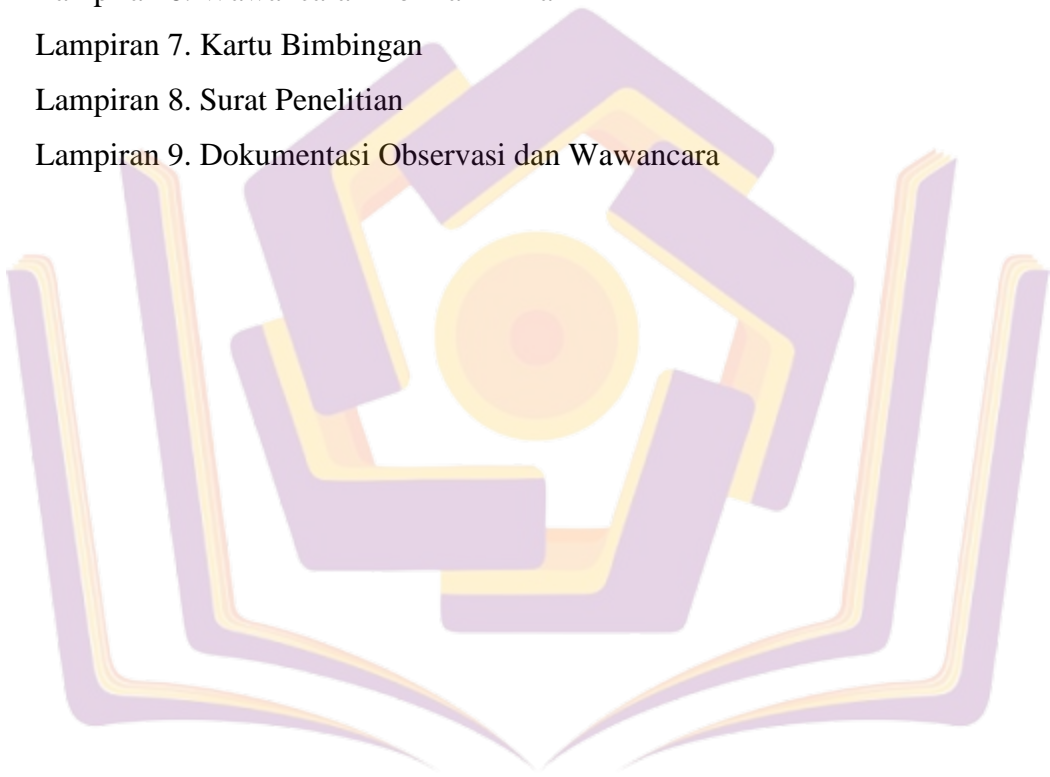 Lampiran 7. Kartu Bimbingan
Lampiran 8. Surat Penelitian
Lampiran 9. Dokumentasi Observasi dan Wawancara